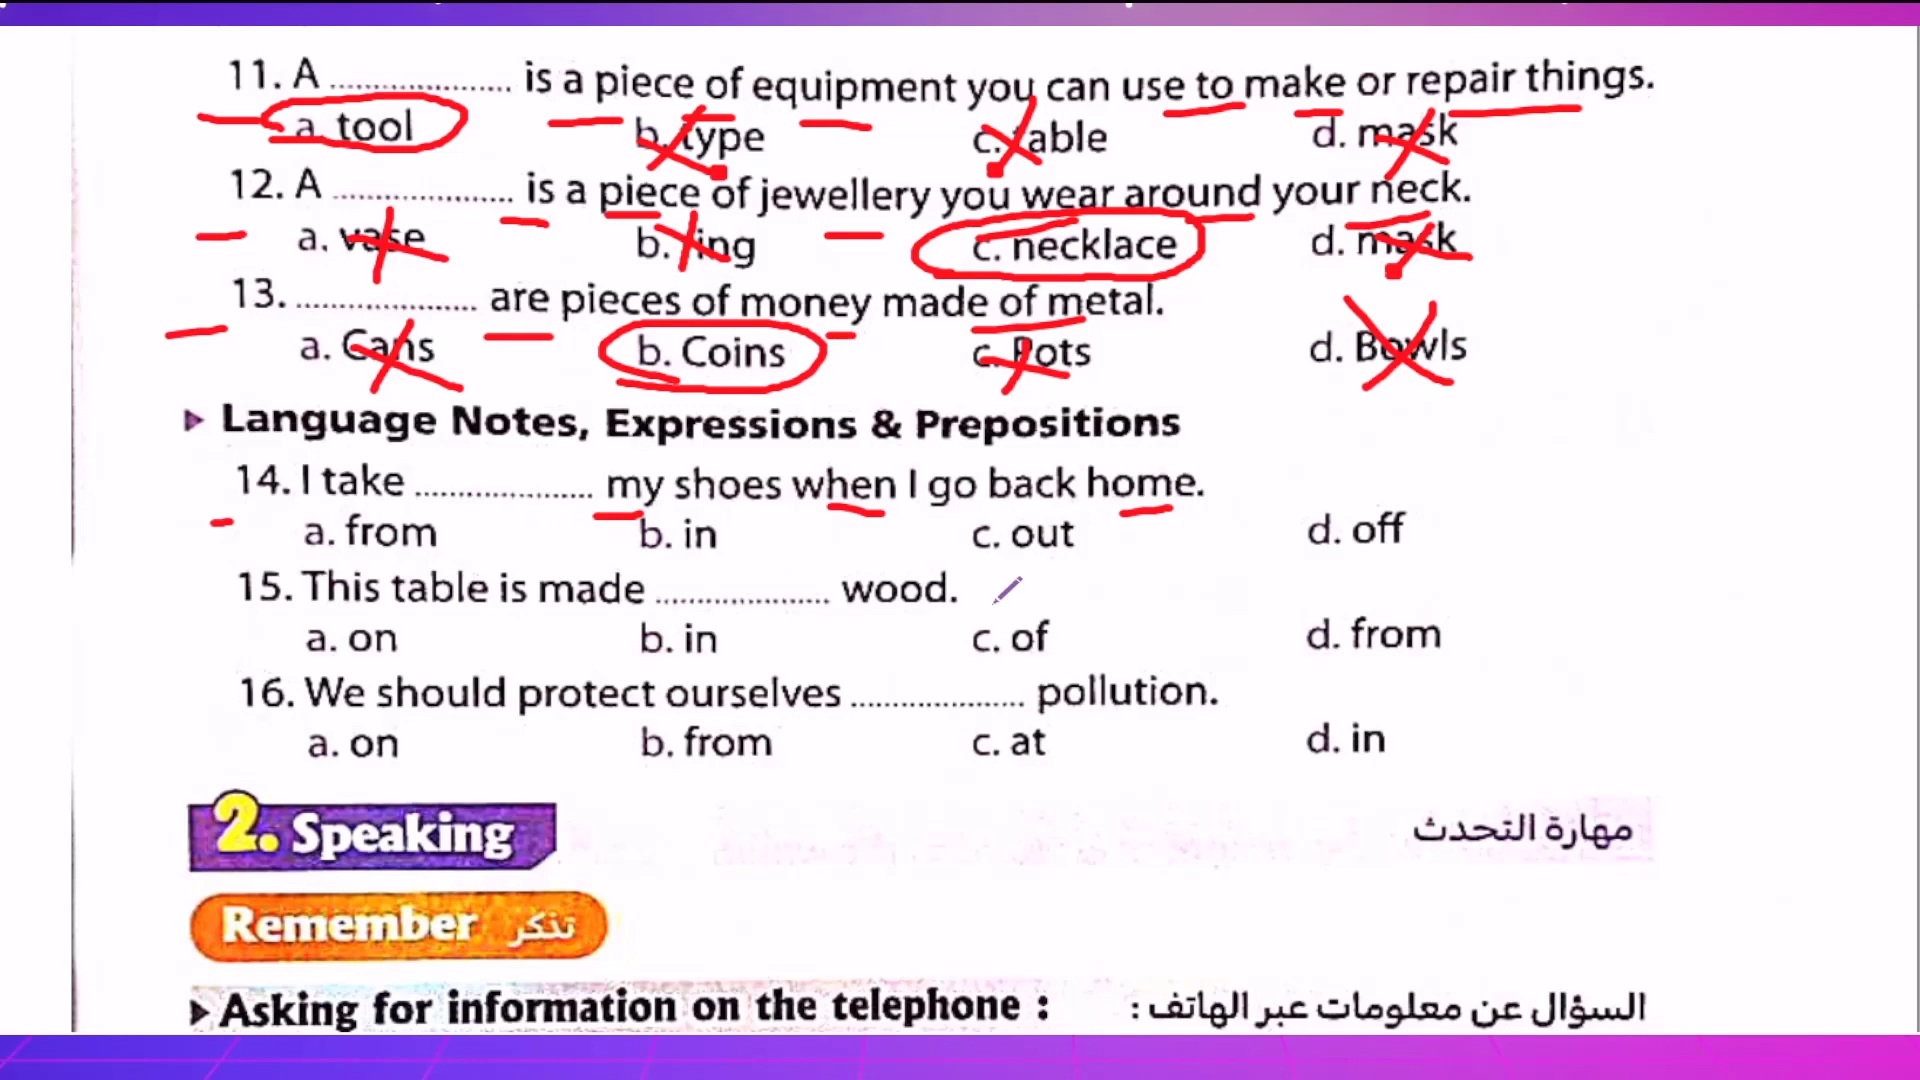 11. A .................... is a piece of equipment you can use to make or repair things.
a. tool b. type c. table d. mask
12. A .................... is a piece of jewellery you wear around your neck.
a. vase b. ring c. necklace d. mask
13. .................... are pieces of money made of metal.
a. Cans b. Coins c. Pots d. Bowls
Language Notes, Expressions & Prepositions
14. I take .................... my shoes when I go back home.
a. from b. in c. out d. off
15. This table is made .................... wood.
a. on b. in c. of d. from
16. We should protect ourselves .................... pollution.
a. on b. from c. at d. in
2. Speaking مهارة التحدث
Remember تذكر
Asking for information on the telephone : السؤال عن معلومات عبر الهاتف :